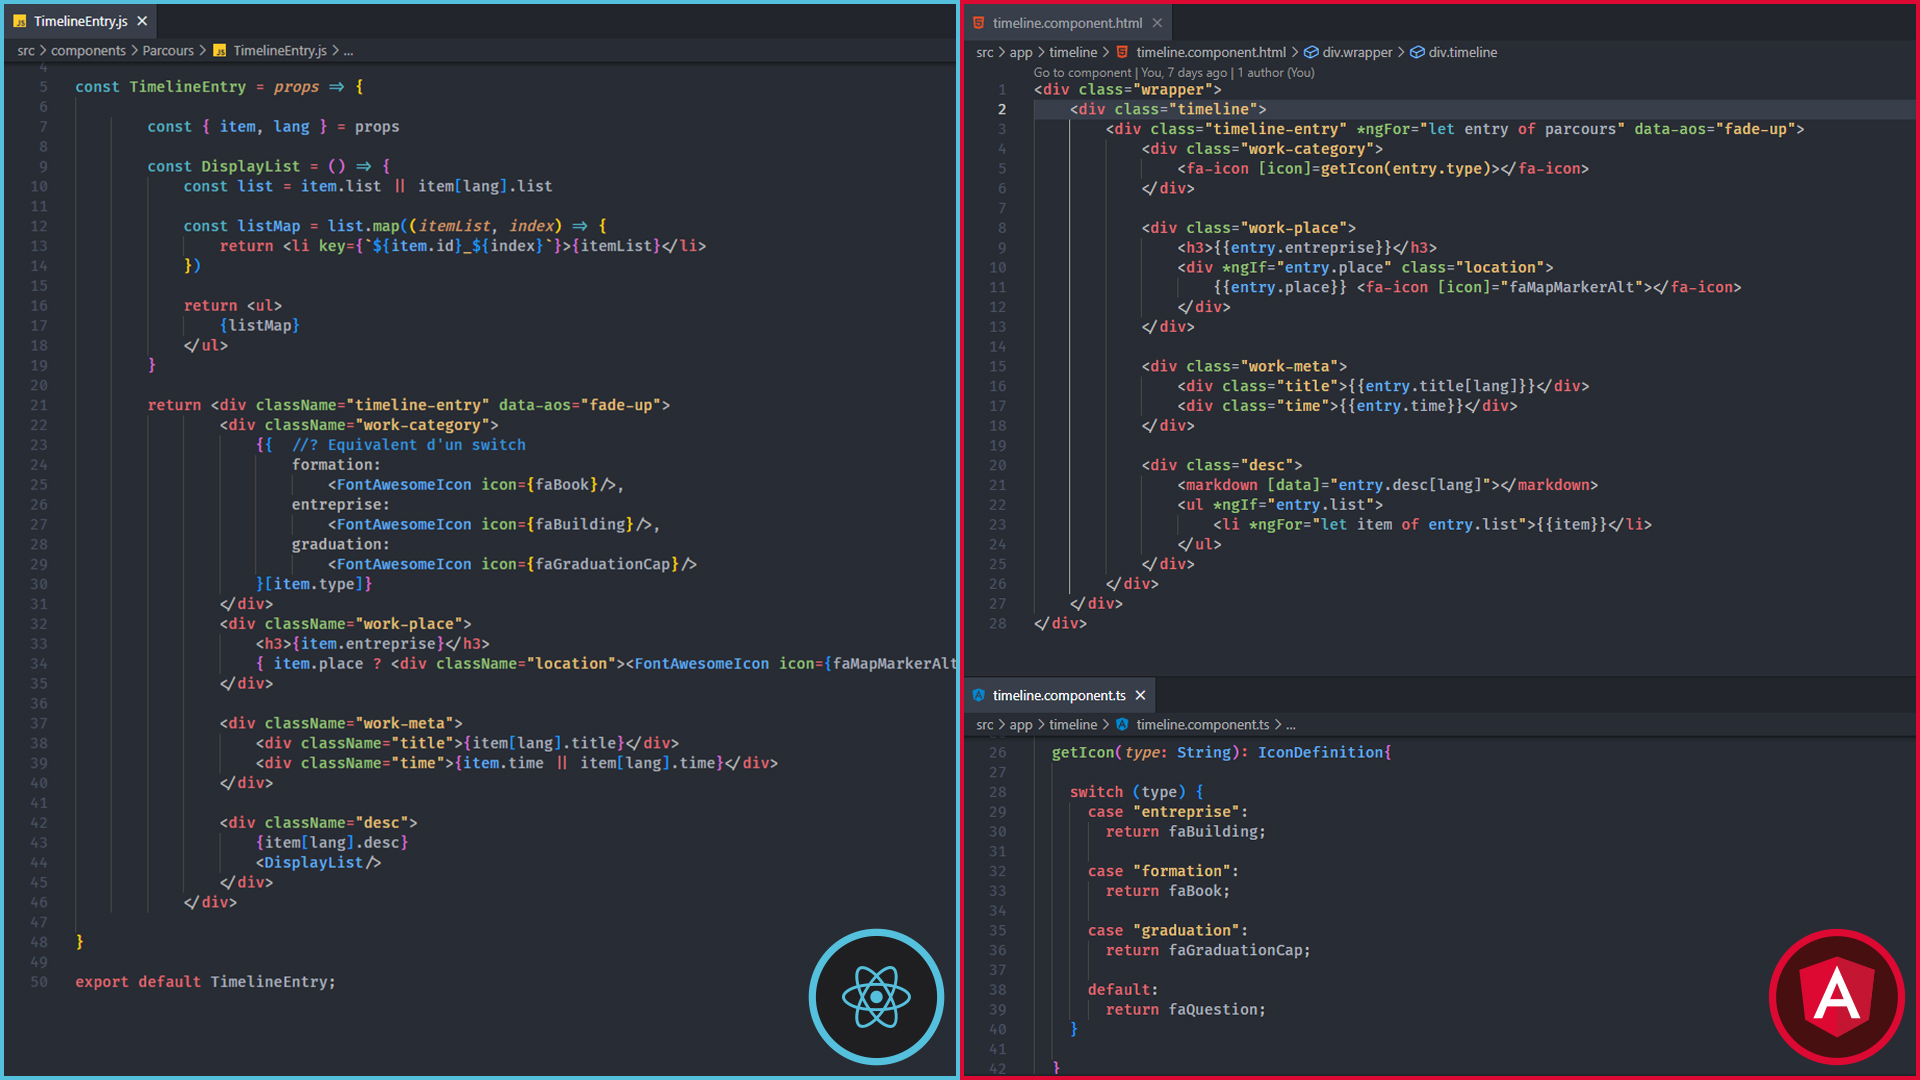 TimelineEntry.js
src > components > Parcours > TimelineEntry.js > ...
4
5 const TimelineEntry = props => {
6
7 const { item, lang } = props
8
9 const DisplayList = () => {
10 const list = item.list || item[lang].list
11
12 const listMap = list.map((itemList, index) => {
13 return <li key={`${item.id}_${index}`}>{itemList}</li>
14 })
15
16 return <ul>
17 {listMap}
18 </ul>
19 }
20
21 return <div className="timeline-entry" data-aos="fade-up">
22 <div className="work-category">
23 {{ //? Equivalent d'un switch
24 formation:
25 <FontAwesomeIcon icon={faBook}/>,
26 entreprise:
27 <FontAwesomeIcon icon={faBuilding}/>,
28 graduation:
29 <FontAwesomeIcon icon={faGraduationCap}/>
30 }[item.type]}
31 </div>
32 <div className="work-place">
33 <h3>{item.entreprise}</h3>
34 { item.place ? <div className="location"><FontAwesomeIcon icon={faMapMarkerAlt
35 </div>
36
37 <div className="work-meta">
38 <div className="title">{item[lang].title}</div>
39 <div className="time">{item.time || item[lang].time}</div>
40 </div>
41
42 <div className="desc">
43 {item[lang].desc}
44 <DisplayList/>
45 </div>
46 </div>
47
48 }
49
50 export default TimelineEntry;
timeline.component.html
src > app > timeline > timeline.component.html > div.wrapper > div.timeline
Go to component | You, 7 days ago | 1 author (You)
1 <div class="wrapper">
2 <div class="timeline">
3 <div class="timeline-entry" *ngFor="let entry of parcours" data-aos="fade-up">
4 <div class="work-category">
5 <fa-icon [icon]=getIcon(entry.type)></fa-icon>
6 </div>
7
8 <div class="work-place">
9 <h3>{{entry.entreprise}}</h3>
10 <div *ngIf="entry.place" class="location">
11 {{entry.place}} <fa-icon [icon]="faMapMarkerAlt"></fa-icon>
12 </div>
13 </div>
14
15 <div class="work-meta">
16 <div class="title">{{entry.title[lang]}}</div>
17 <div class="time">{{entry.time}}</div>
18 </div>
19
20 <div class="desc">
21 <markdown [data]="entry.desc[lang]"></markdown>
22 <ul *ngIf="entry.list">
23 <li *ngFor="let item of entry.list">{{item}}</li>
24 </ul>
25 </div>
26 </div>
27 </div>
28 </div>
timeline.component.ts
src > app > timeline > timeline.component.ts > ...
26 getIcon(type: String): IconDefinition{
27
28 switch (type) {
29 case "entreprise":
30 return faBuilding;
31
32 case "formation":
33 return faBook;
34
35 case "graduation":
36 return faGraduationCap;
37
38 default:
39 return faQuestion;
40 }
41
42 }